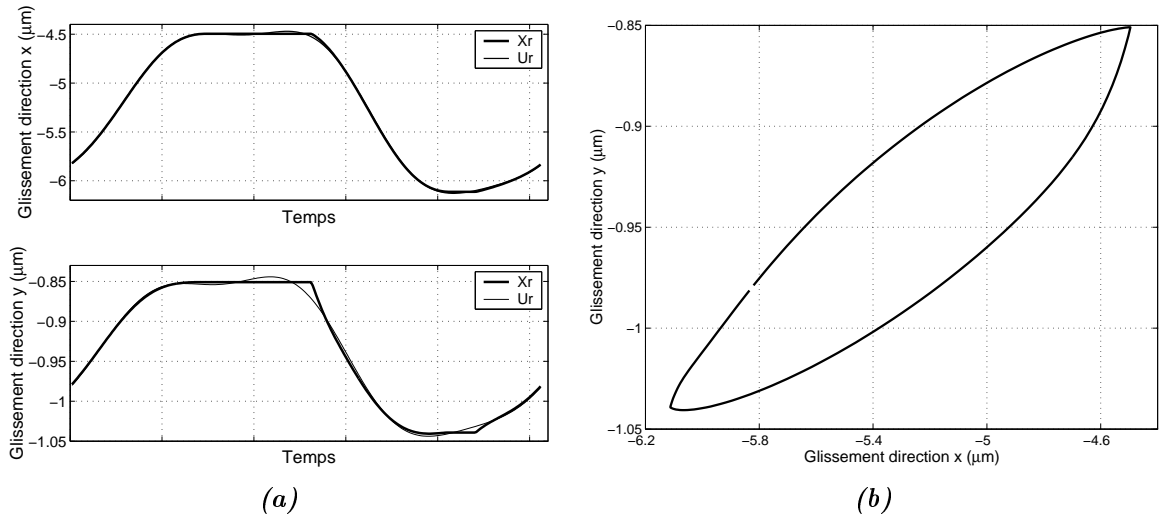 Glissement direction x (μm)
−4.5
−5
−5.5
−6
Xr
Ur
Temps
Glissement direction y (μm)
−0.85
−0.9
−0.95
−1
−1.05
Xr
Ur
Temps
(a)
Glissement direction y (μm)
−0.85
−0.9
−0.95
−1
−1.05
−6.2
−5.8
−5.4
−5
−4.6
Glissement direction x (μm)
(b)